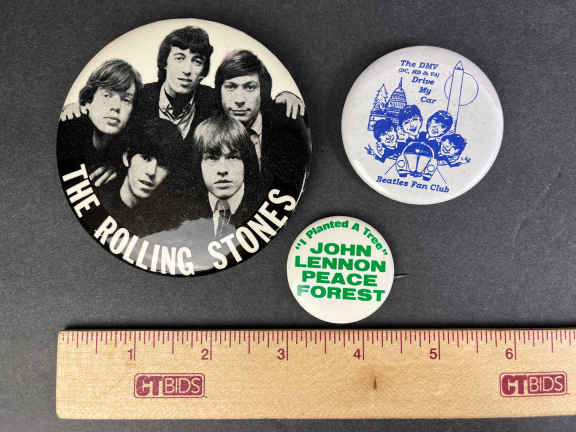 THE ROLLING STONES
The DMV
(DC, MD & VA)
Drive
My
Car
Beatles Fan Club
"I Planted A Tree"
JOHN
LENNON
PEACE
FOREST
1 2 3 4 5 6
CTBIDS CTBIDS